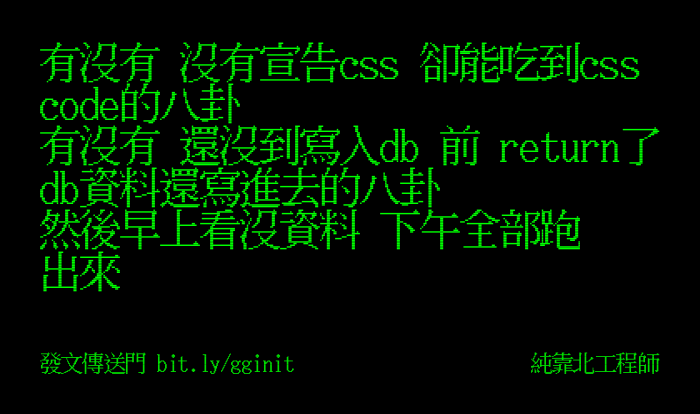 有沒有 沒有宣告css 卻能吃到css
code的八卦
有沒有 還沒到寫入db 前 return了
db資料還寫進去的八卦
然後早上看沒資料 下午全部跑
出來
發文傳送門 bit.ly/gginit 純靠北工程師